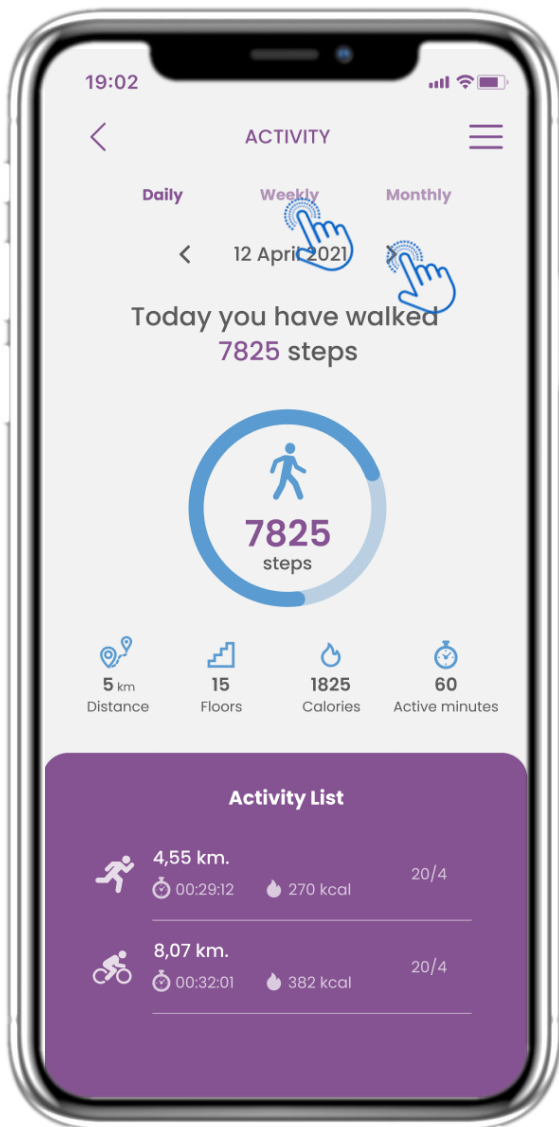 19:02
ACTIVITY
Daily Weekly Monthly
12 April 2021
Today you have walked
7825 steps
7825
steps
5 km 15 1825 60
Distance Floors Calories Active minutes
Activity List
4,55 km.
00:29:12 270 kcal 20/4
8,07 km.
00:32:01 382 kcal 20/4